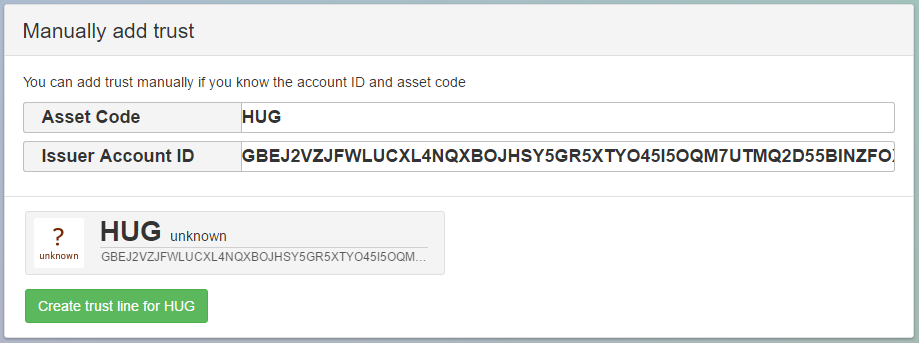 Manually add trust
You can add trust manually if you know the account ID and asset code
Asset Code HUG
Issuer Account ID GBEJ2VZJFWLUCXL4NQXBOJHSY5GR5XTYO45I5OQM7UTMQ2D55BINZFOX
?
unknown
HUG unknown
GBEJ2VZJFWLUCXL4NQXBOJHSY5GR5XTYO45I5OQM...
Create trust line for HUG